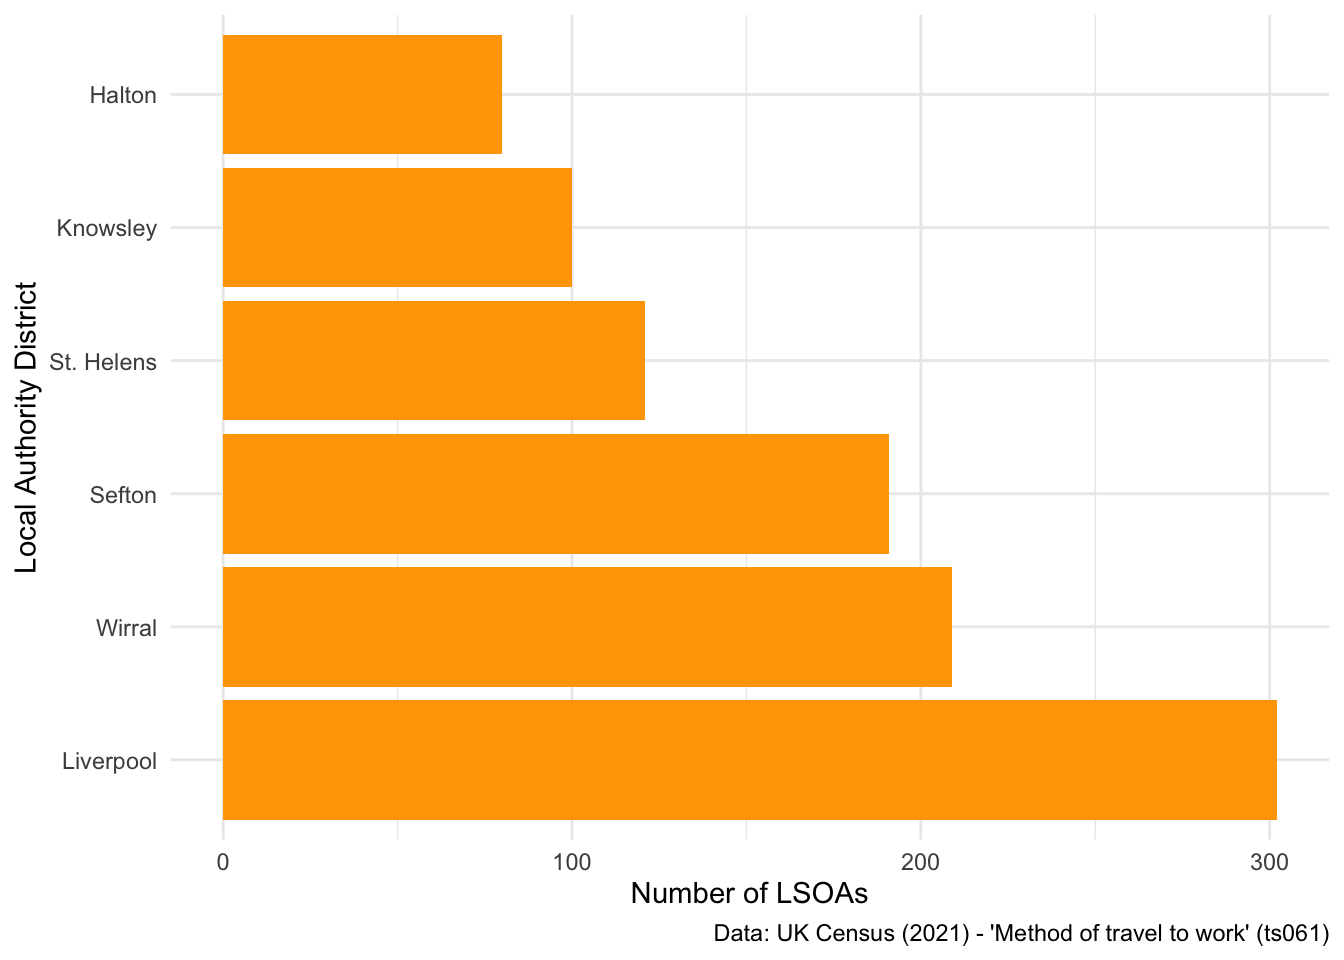 Halton
Knowsley
St. Helens
Sefton
Wirral
Liverpool
Local Authority District
0 100 200 300
Number of LSOAs
Data: UK Census (2021) - 'Method of travel to work' (ts061)